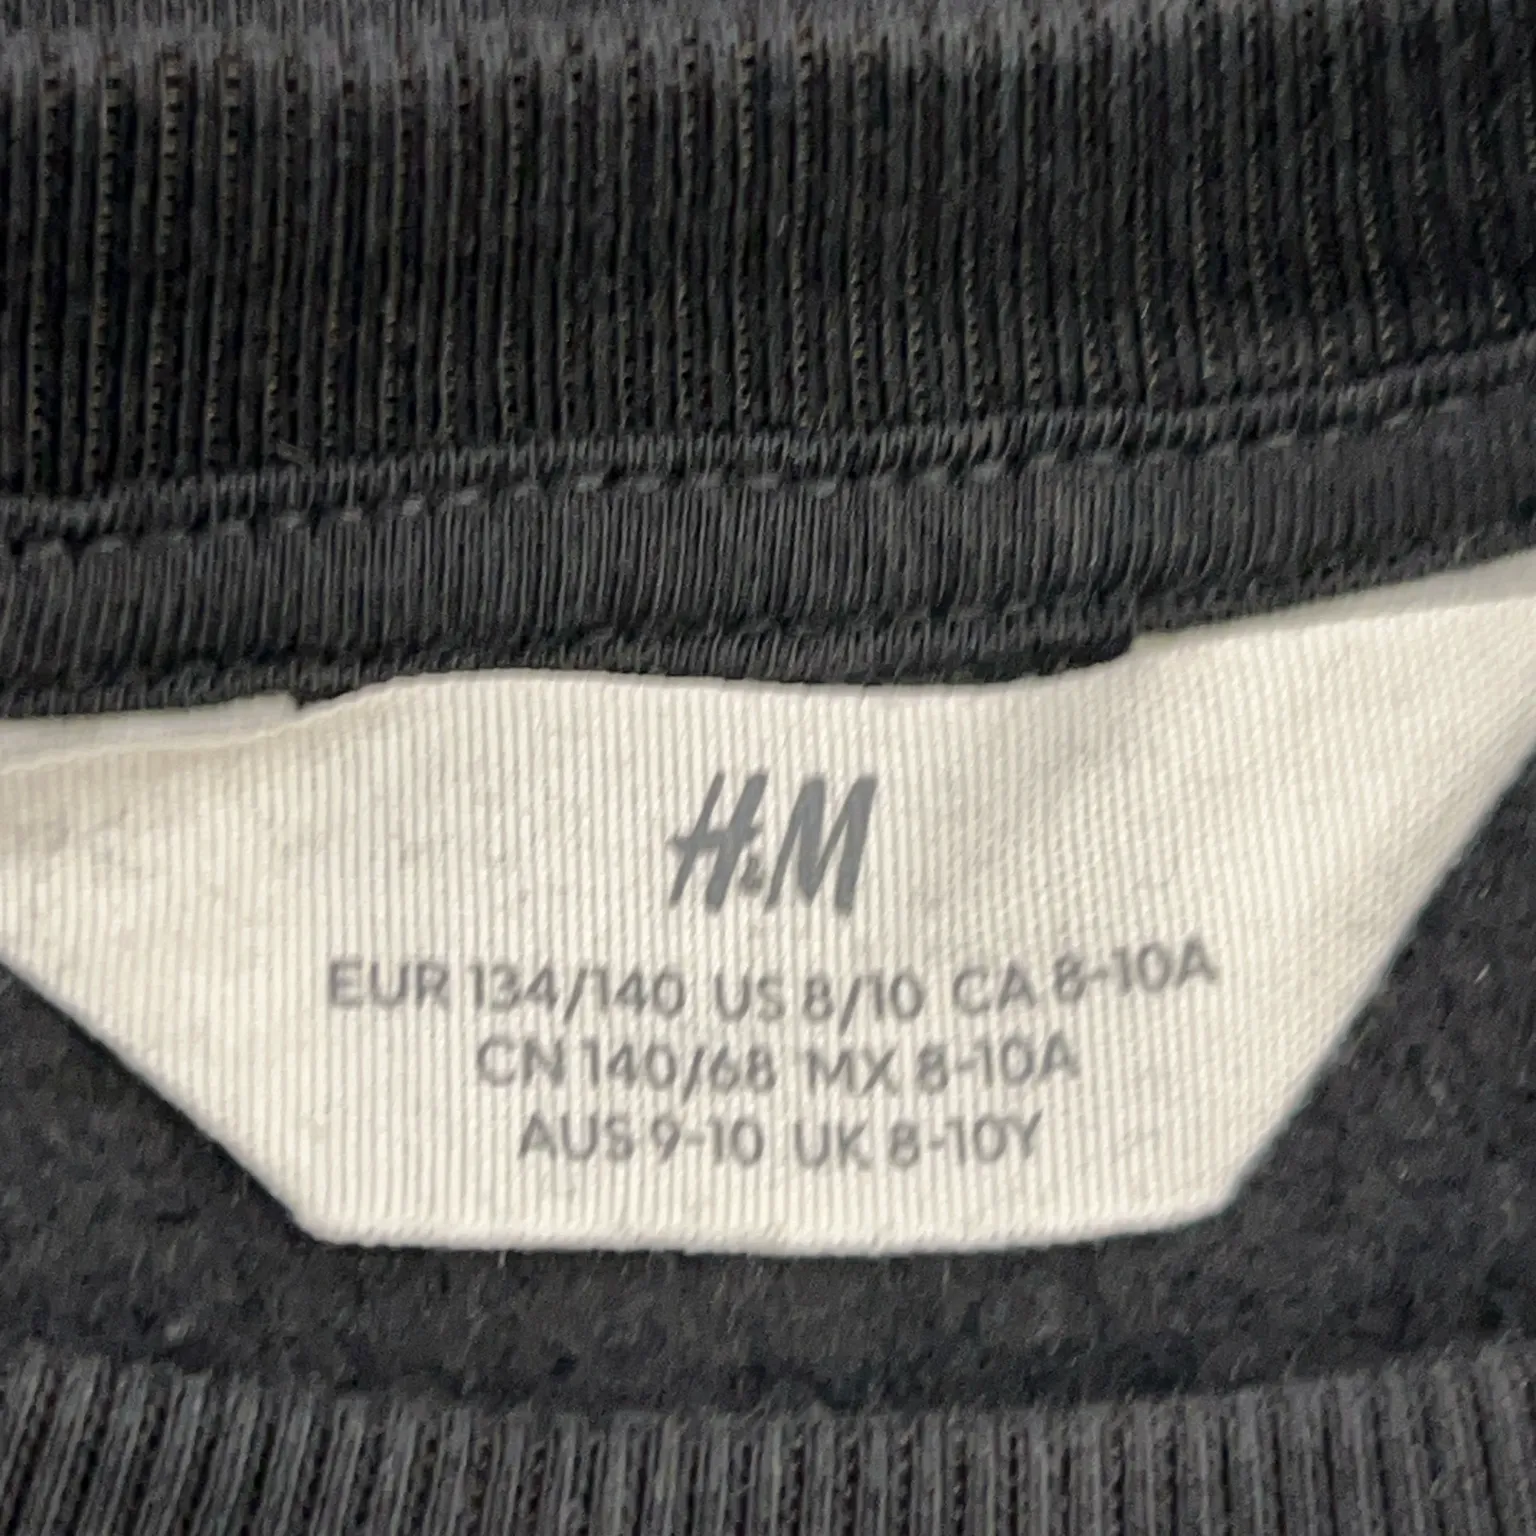 H&M
EUR 134/140 US 8/10 CA 8-10A
CN 140/68 MX 8-10A
AUS 9-10 UK 8-10Y